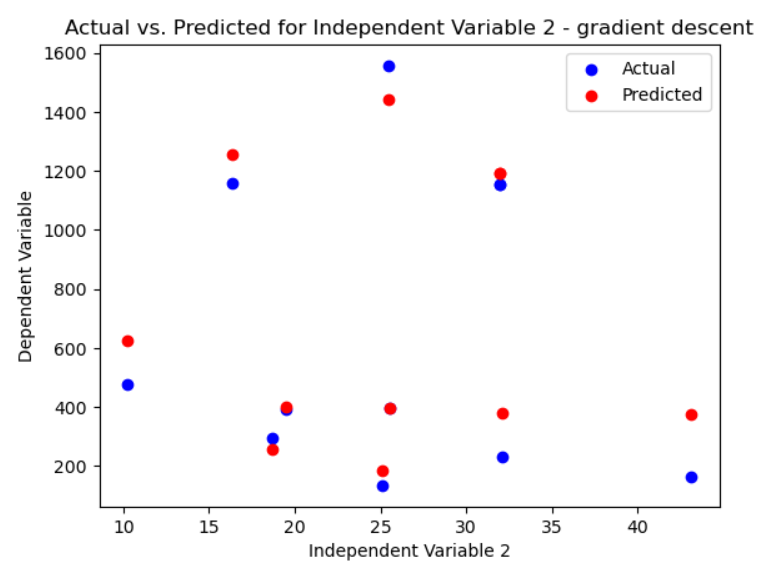 Actual vs. Predicted for Independent Variable 2 - gradient descent
Actual
Predicted
1600
1400
1200
1000
800
600
400
200
Dependent Variable
10 15 20 25 30 35 40
Independent Variable 2